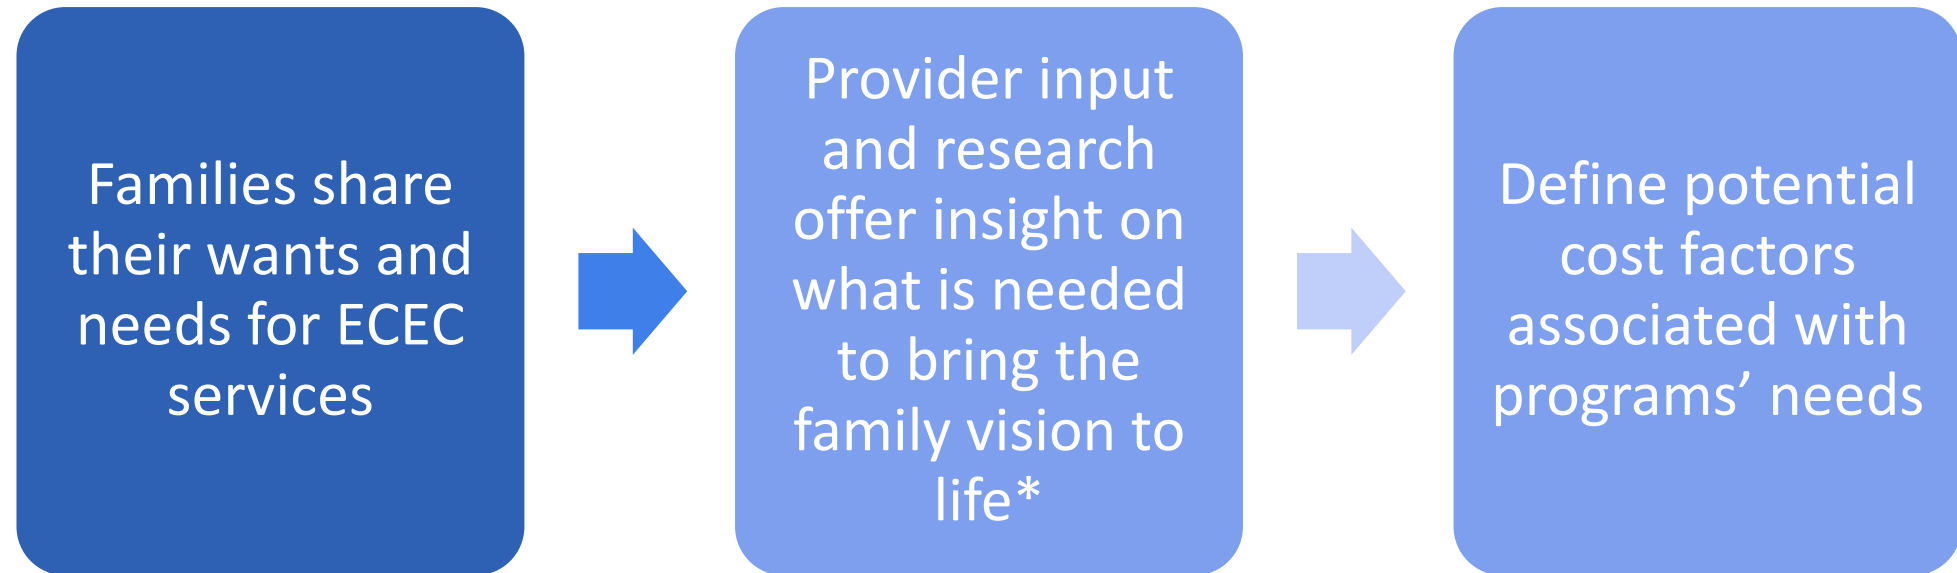 Families share
their wants and
needs for ECEC
services
Provider input
and research
offer insight on
what is needed
to bring the
family vision to
life*
Define potential
cost factors
associated with
programs’ needs